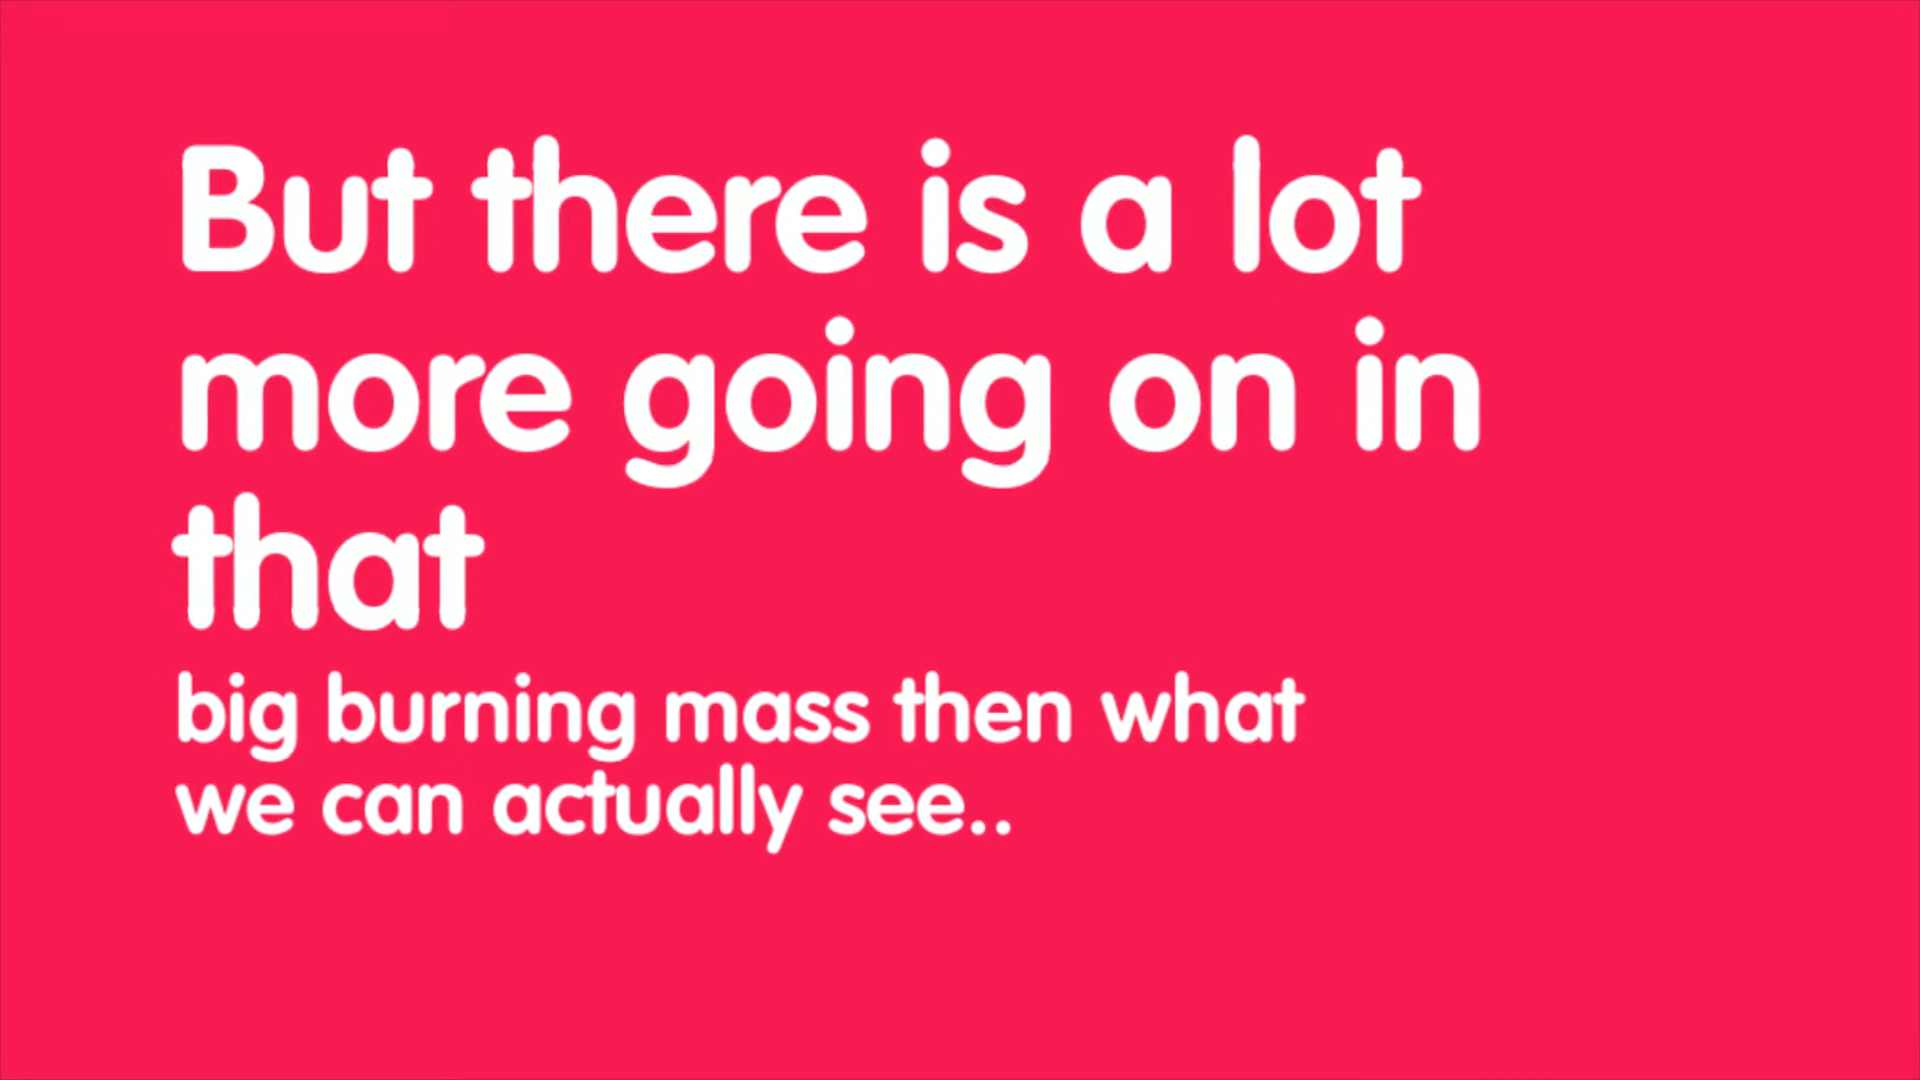 But there is a lot
more going on in
that
big burning mass then what
we can actually see..